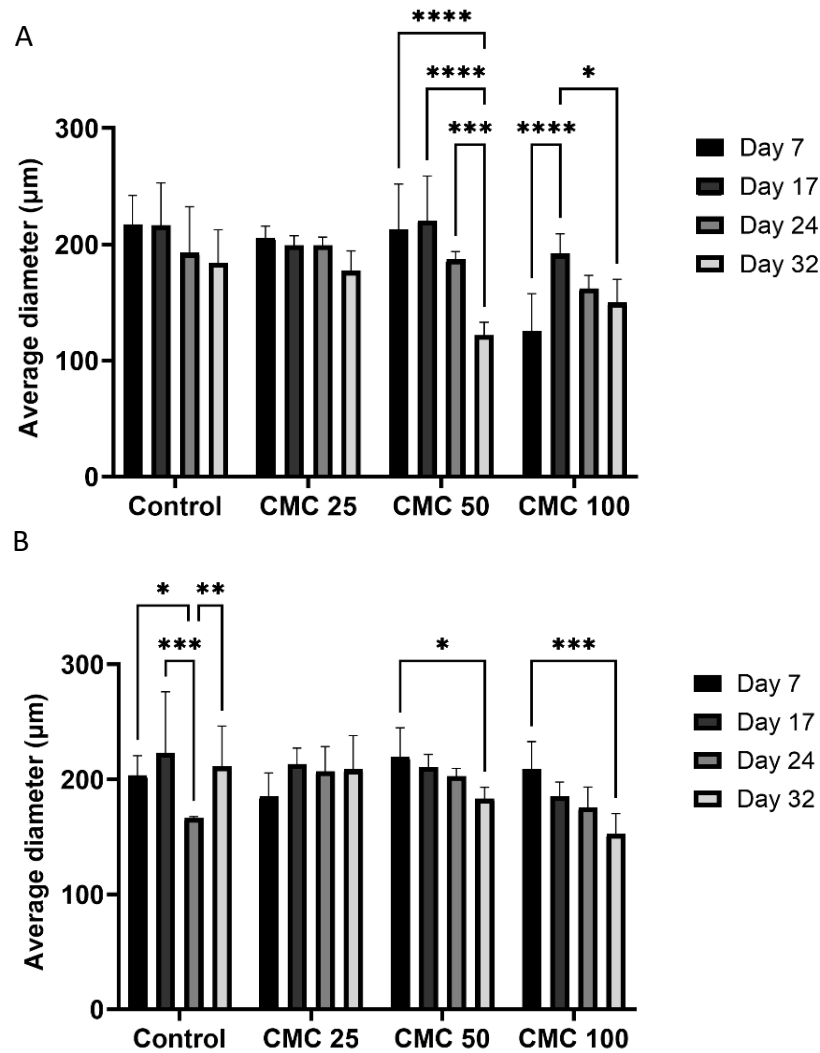 A
****
****
*
***
****
300
200
100
0
Average diameter (µm)
Control
CMC 25
CMC 50
CMC 100
Day 7
Day 17
Day 24
Day 32
B
*
**
***
*
***
300
200
100
0
Average diameter (µm)
Control
CMC 25
CMC 50
CMC 100
Day 7
Day 17
Day 24
Day 32